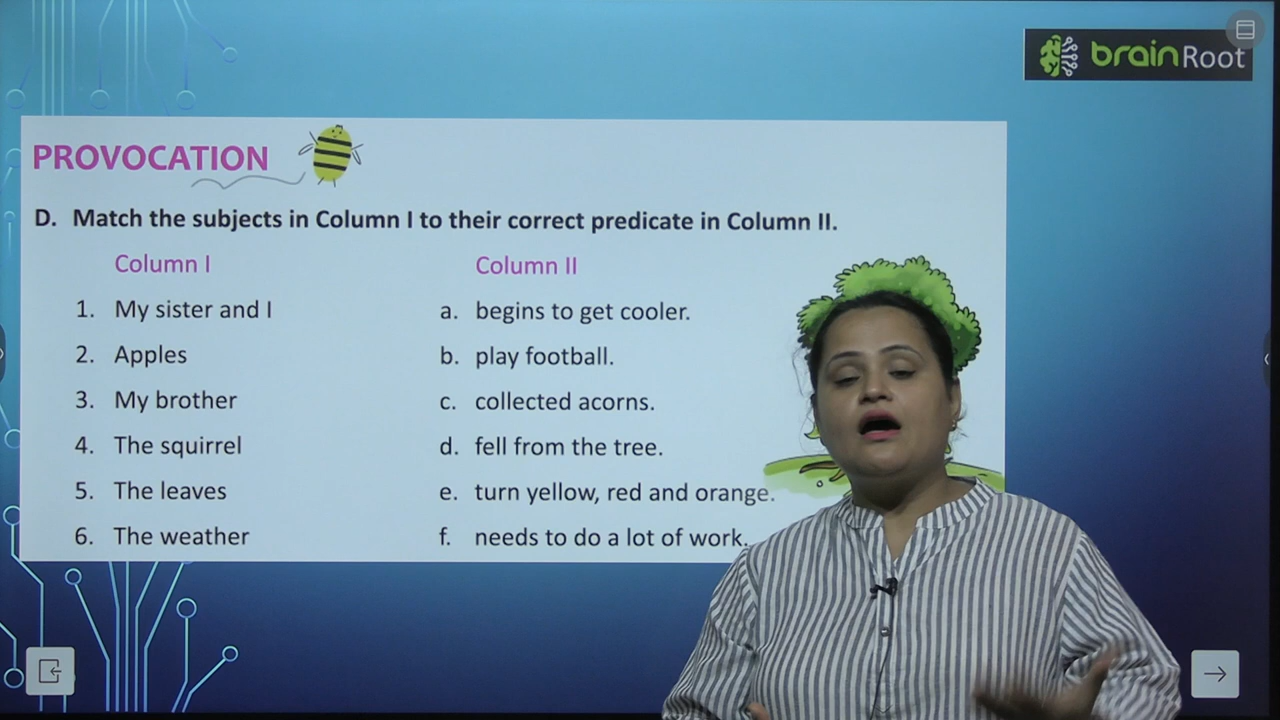 brainRoot
PROVOCATION
D. Match the subjects in Column I to their correct predicate in Column II.
Column I Column II
1. My sister and I a. begins to get cooler.
2. Apples b. play football.
3. My brother c. collected acorns.
4. The squirrel d. fell from the tree.
5. The leaves e. turn yellow, red and orange.
6. The weather f. needs to do a lot of work.